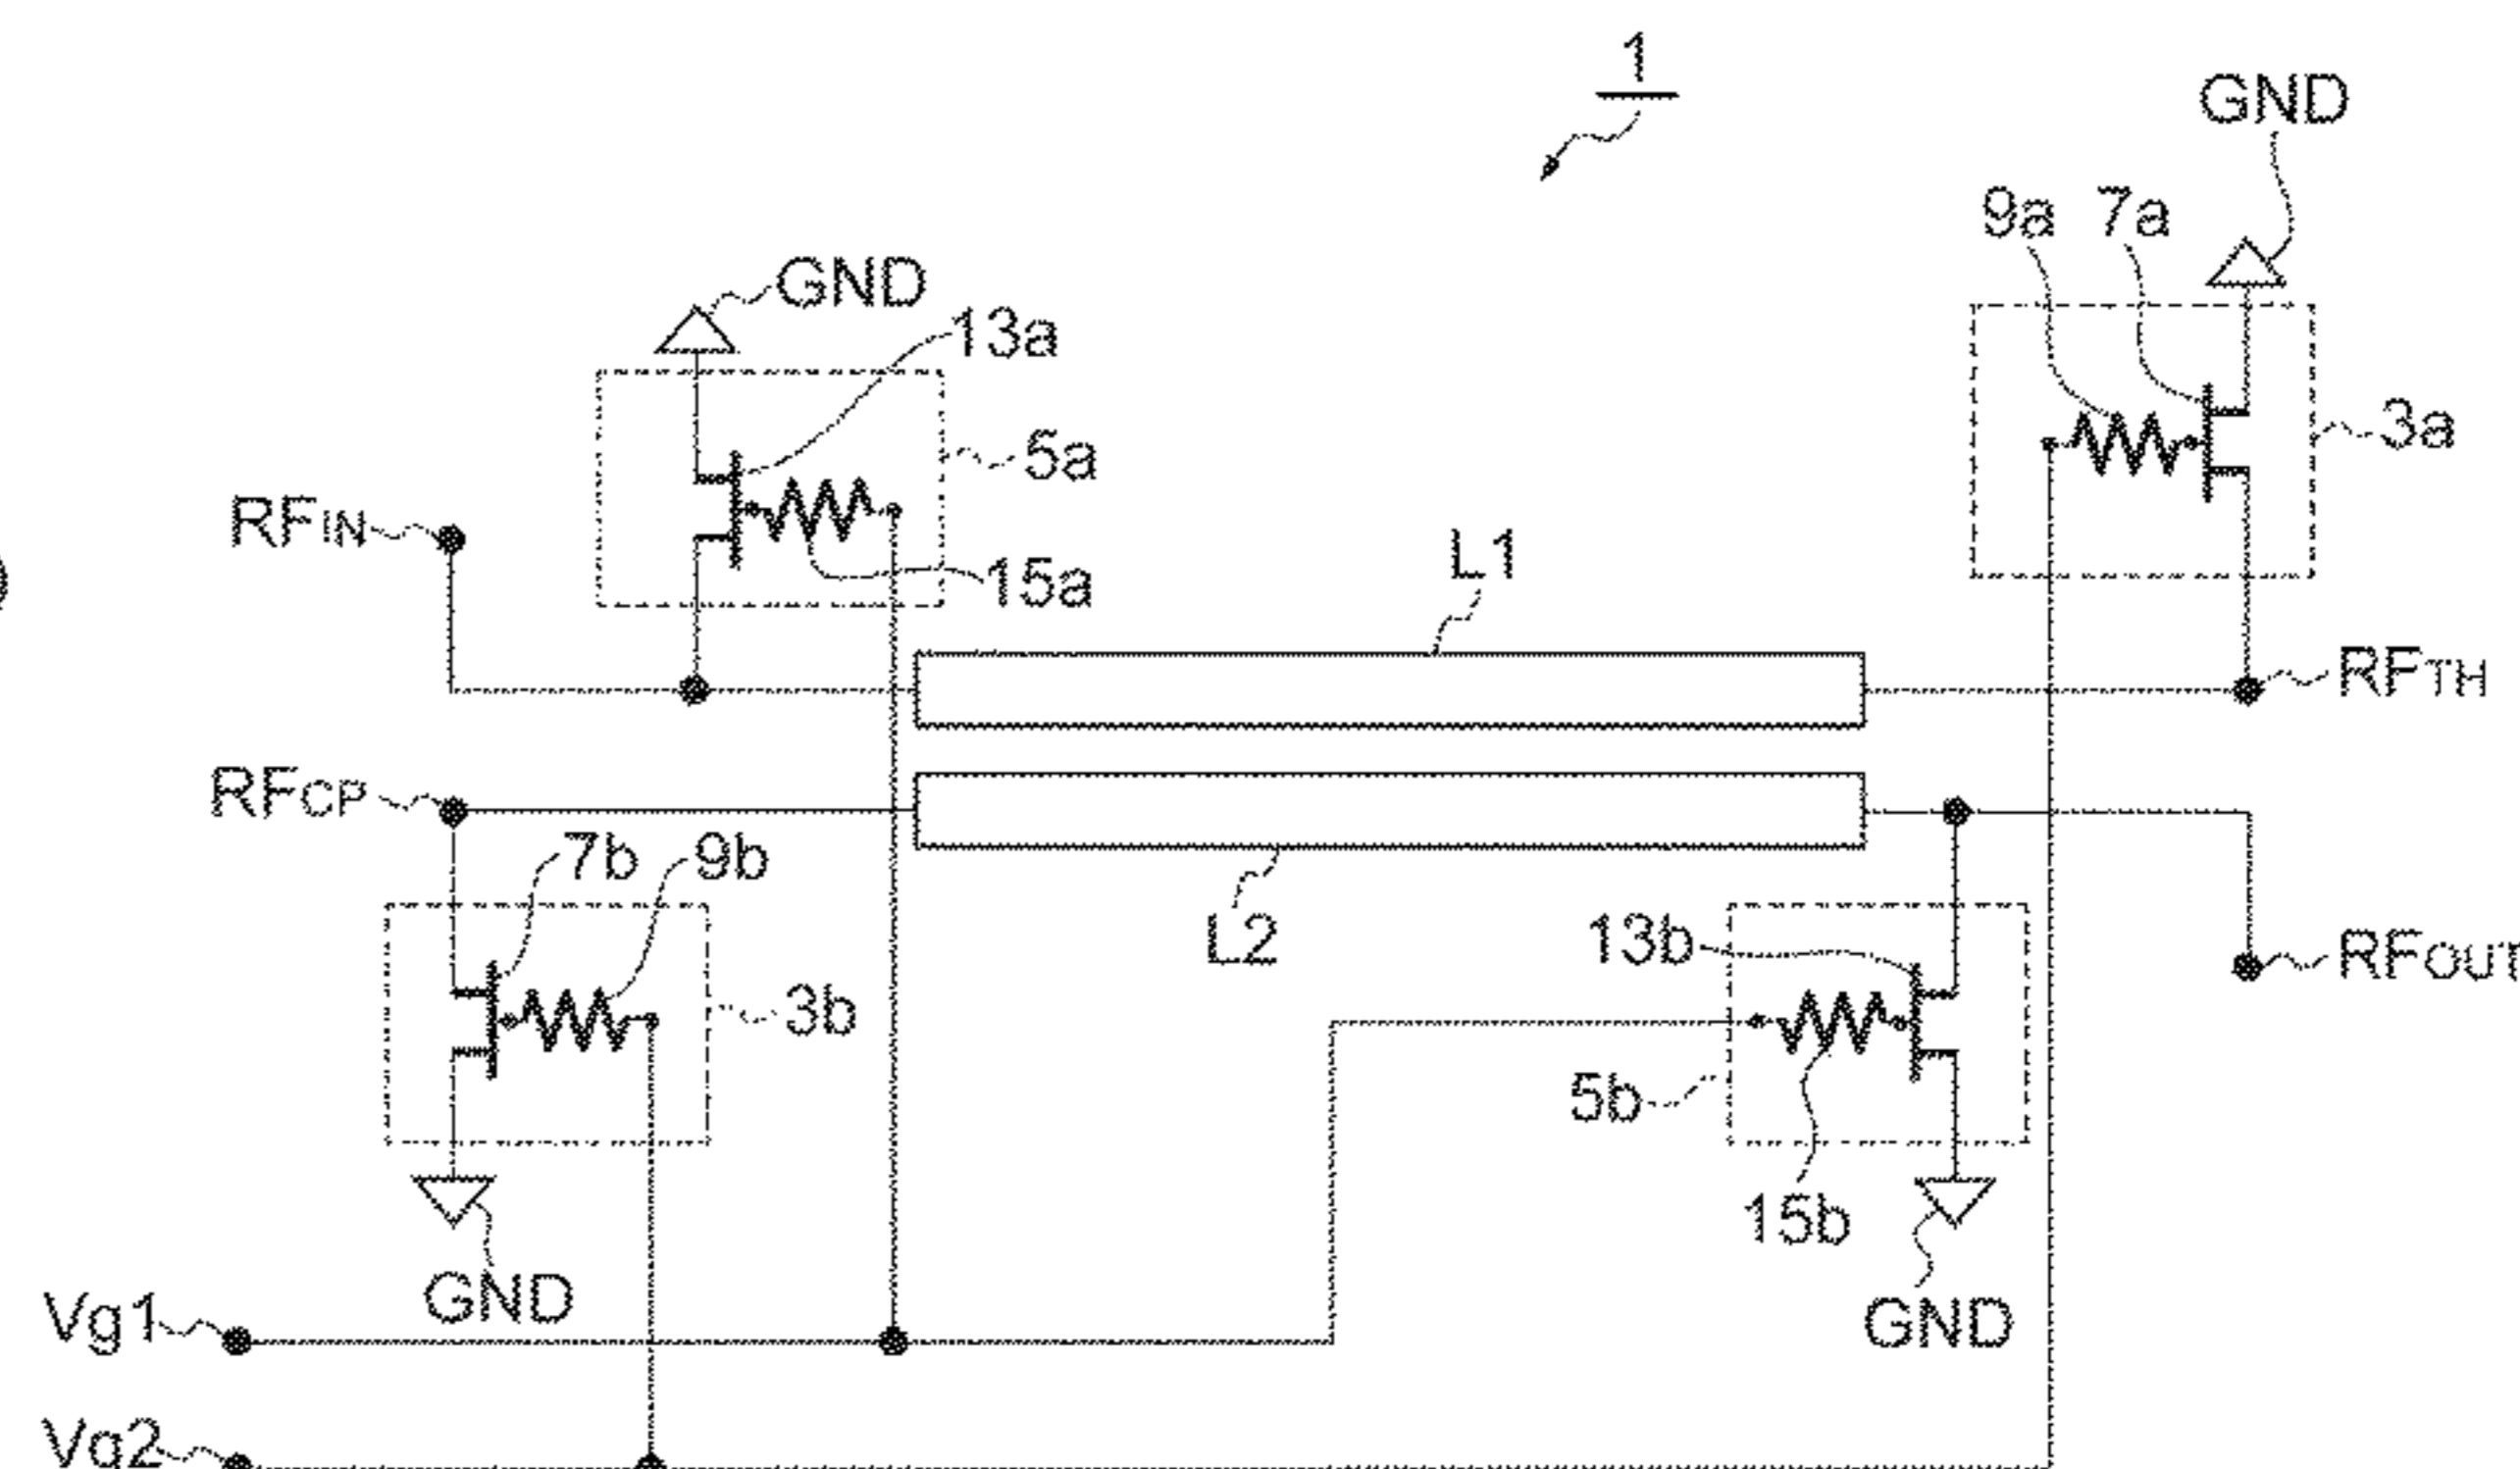 1
GND
9a 7a
GND
13a
3a
5a
RFIN
15a
L1
RFTH
RFCP
7b 9b
L2
13b
RFOUT
3b
5b
15b
GND
GND
Vg1
Vg2